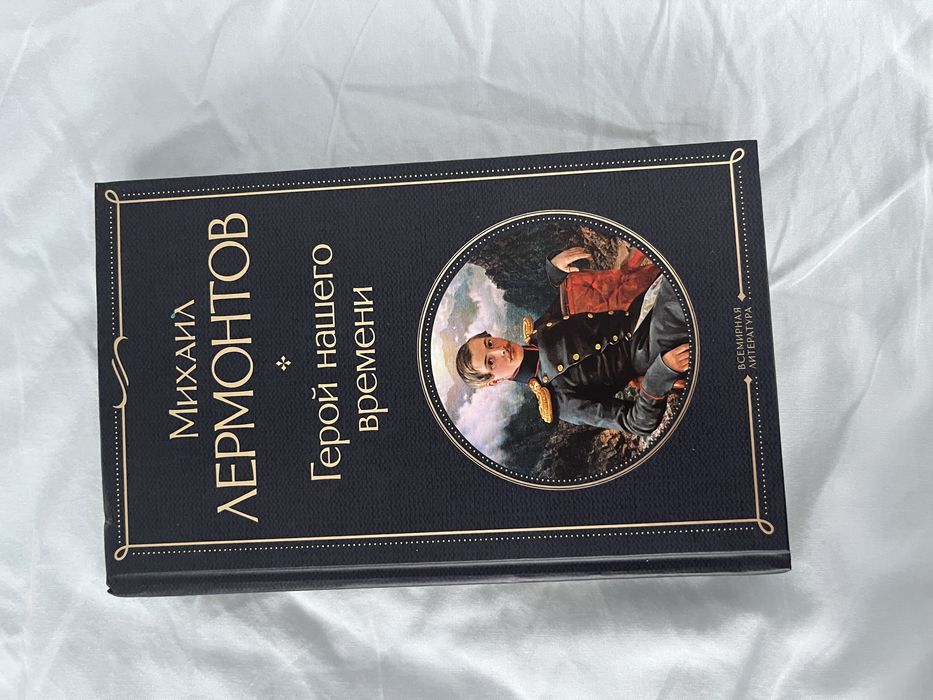 Михаил
ЛЕРМОНТОВ
Герой нашего
времени
ВСЕМИРНАЯ
ЛИТЕРАТУРА